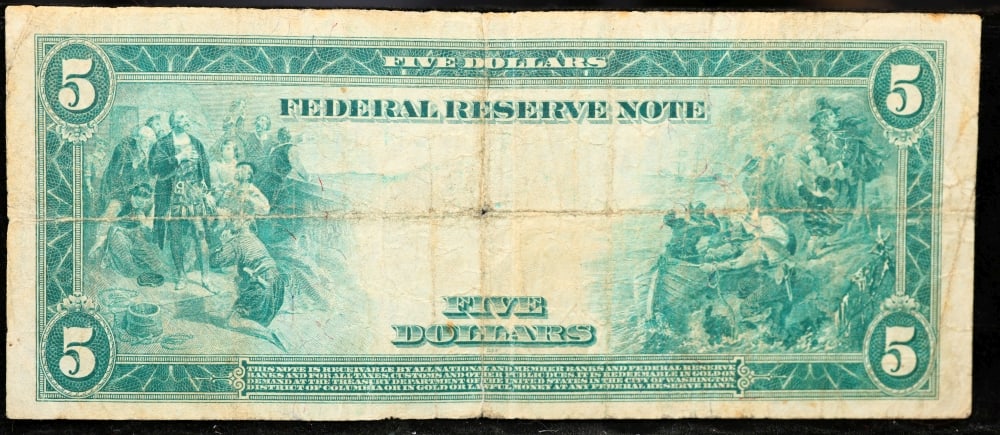 5 FIVE DOLLARS 5
FEDERAL RESERVE NOTE
FIVE
DOLLARS
5 5
THIS NOTE IS RECEIVABLE BY ALL NATIONAL AND MEMBER BANKS AND FEDERAL RESERVE
BANKS AND FOR ALL TAXES, CUSTOMS AND OTHER PUBLIC DUES. IT IS REDEEMABLE IN GOLD ON
DEMAND AT THE TREASURY DEPARTMENT OF THE UNITED STATES IN THE CITY OF WASHINGTON
DISTRICT OF COLUMBIA OR IN GOLD OR LAWFUL MONEY AT ANY FEDERAL RESERVE BANK.